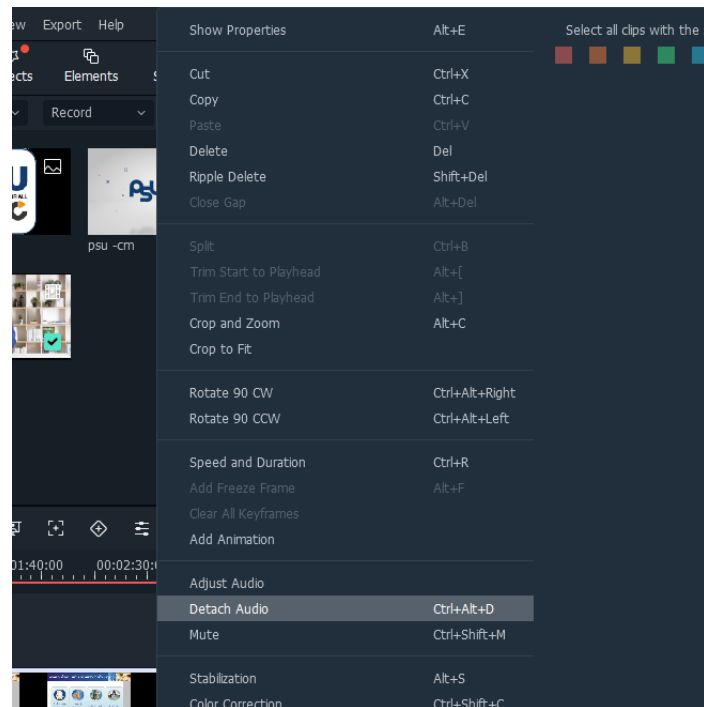 ew Export Help
ects Elements S
Record
psu
psu -cm
01:40:00 00:02:30:
Show Properties Alt+E
Cut Ctrl+X
Copy Ctrl+C
Paste Ctrl+V
Delete Del
Ripple Delete Shift+Del
Close Gap Alt+Del
Split Ctrl+B
Trim Start to Playhead Alt+[
Trim End to Playhead Alt+]
Crop and Zoom Alt+C
Crop to Fit
Rotate 90 CW Ctrl+Alt+Right
Rotate 90 CCW Ctrl+Alt+Left
Speed and Duration Ctrl+R
Add Freeze Frame Alt+F
Clear All Keyframes
Add Animation
Adjust Audio
Detach Audio Ctrl+Alt+D
Mute Ctrl+Shift+M
Stabilization Alt+S
Color Correction Ctrl+Shift+C
Select all clips with the